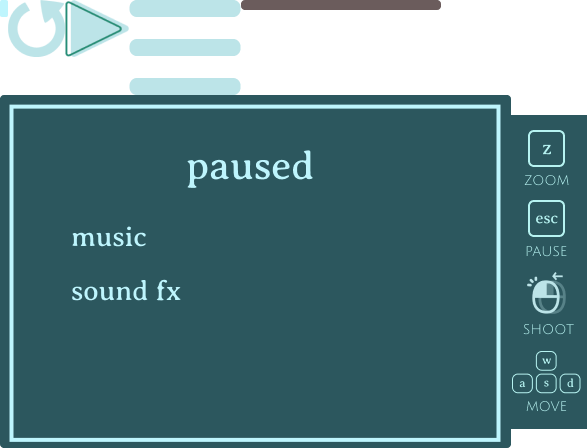 paused
music
sound fx
z
ZOOM
esc
PAUSE
SHOOT
w
a s d
MOVE